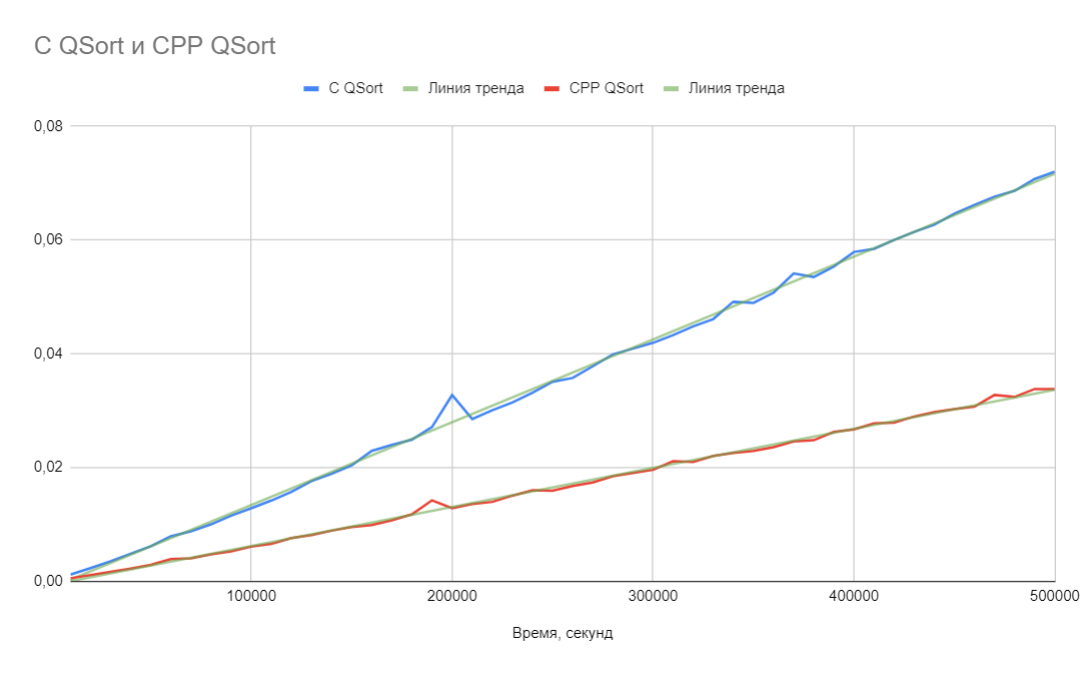 C QSort и CPP QSort
C QSort Линия тренда CPP QSort Линия тренда
0,08
0,06
0,04
0,02
0,00
100000 200000 300000 400000 500000
Время, секунд